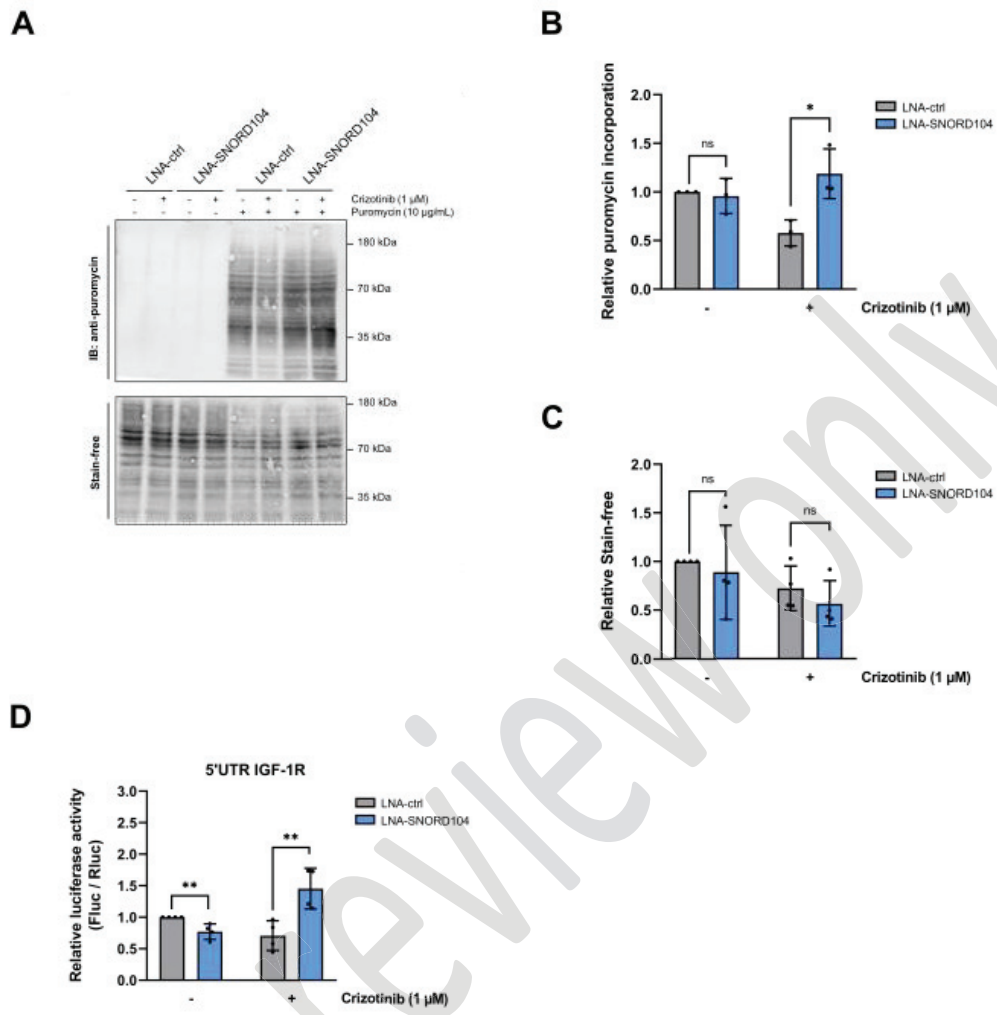 A
LNA-ctrl
LNA-SNORD104
LNA-ctrl
LNA-SNORD104
- + - + - + - + Crizotinib (1 µM)
- - - - + + + + Puromycin (10 µg/mL)
IB: anti-puromycin
180 kDa
70 kDa
35 kDa
Stain-free
180 kDa
70 kDa
35 kDa
B
Relative puromycin incorporation
2.0
1.5
1.0
0.5
0.0
ns
*
LNA-ctrl
LNA-SNORD104
- + Crizotinib (1 µM)
C
Relative Stain-free
2.0
1.5
1.0
0.5
0.0
ns
ns
LNA-ctrl
LNA-SNORD104
- + Crizotinib (1 µM)
D
5'UTR IGF-1R
Relative luciferase activity
(Fluc / Rluc)
3.0
2.5
2.0
1.5
1.0
0.5
0.0
**
**
LNA-ctrl
LNA-SNORD104
- + Crizotinib (1 µM)
review only